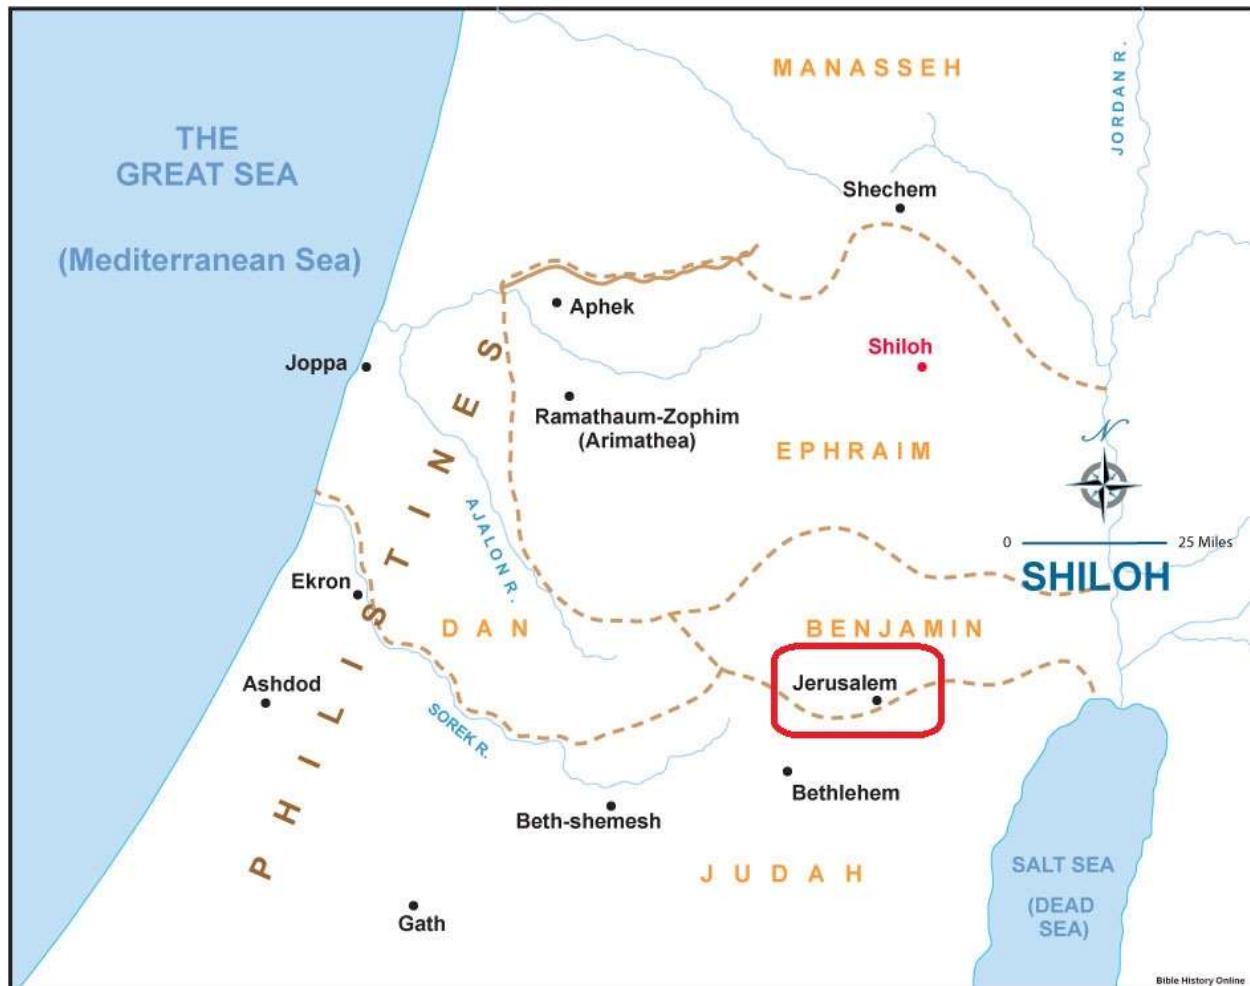 MANASSEH
JORDAN R.
THE
GREAT SEA
(Mediterranean Sea)
Shechem
Aphek
Shiloh
Joppa
PHILISTINES
Ramathaum-Zophim
(Arimathea)
EPHRAIM
N
AJALON R.
0 25 Miles
SHILOH
Ekron
DAN
BENJAMIN
Jerusalem
Ashdod
SOREK R.
Bethlehem
Beth-shemesh
JUDAH
SALT SEA
(DEAD
SEA)
Gath
Bible History Online